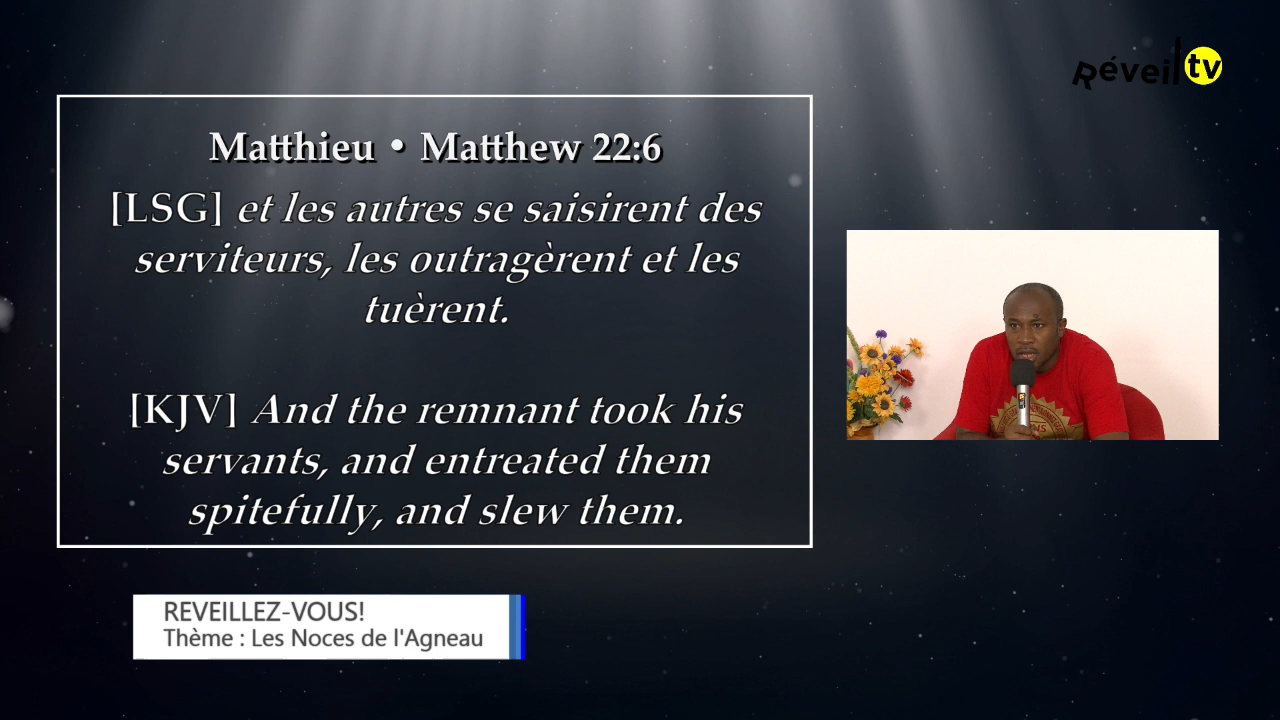 Réveil tv
Matthieu • Matthew 22:6
[LSG] et les autres se saisirent des
serviteurs, les outragèrent et les
tuèrent.
[KJV] And the remnant took his
servants, and entreated them
spitefully, and slew them.
REVEILLEZ-VOUS!
Thème : Les Noces de l'Agneau